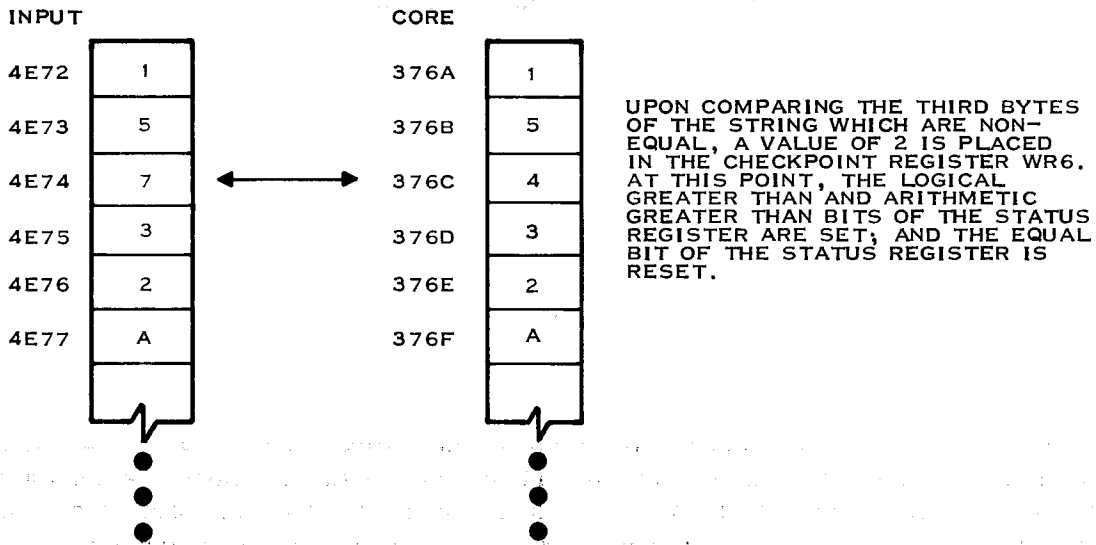 INPUT CORE
4E72 1 376A 1
4E73 5 376B 5
4E74 7 376C 4
4E75 3 376D 3
4E76 2 376E 2
4E77 A 376F A
UPON COMPARING THE THIRD BYTES
OF THE STRING WHICH ARE NON-
EQUAL, A VALUE OF 2 IS PLACED
IN THE CHECKPOINT REGISTER WR6.
AT THIS POINT, THE LOGICAL
GREATER THAN AND ARITHMETIC
GREATER THAN BITS OF THE STATUS
REGISTER ARE SET; AND THE EQUAL
BIT OF THE STATUS REGISTER IS
RESET.